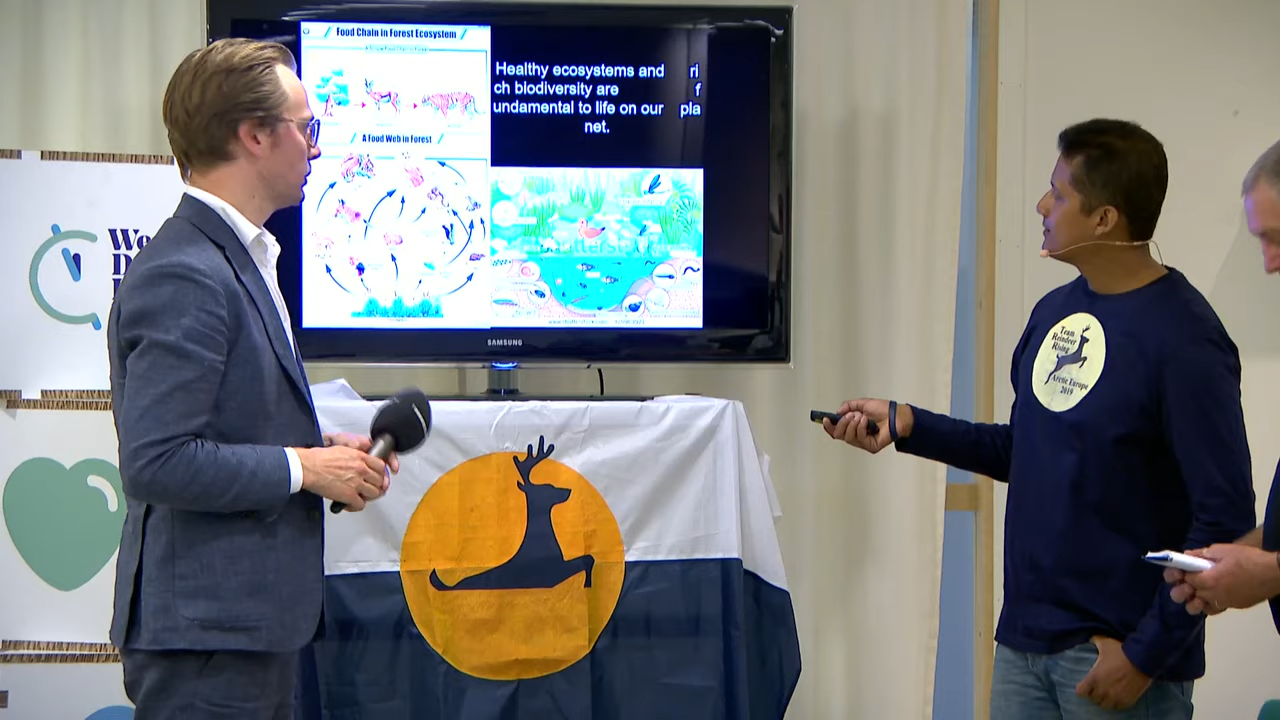 Food Chain in Forest Ecosystem
A Food Web in Forest
Healthy ecosystems and ri
ch biodiversity are f
undamental to life on our pla
net.
shutterstock
SAMSUNG
Team
Reindeer
Rising
Arctic Europe
2019